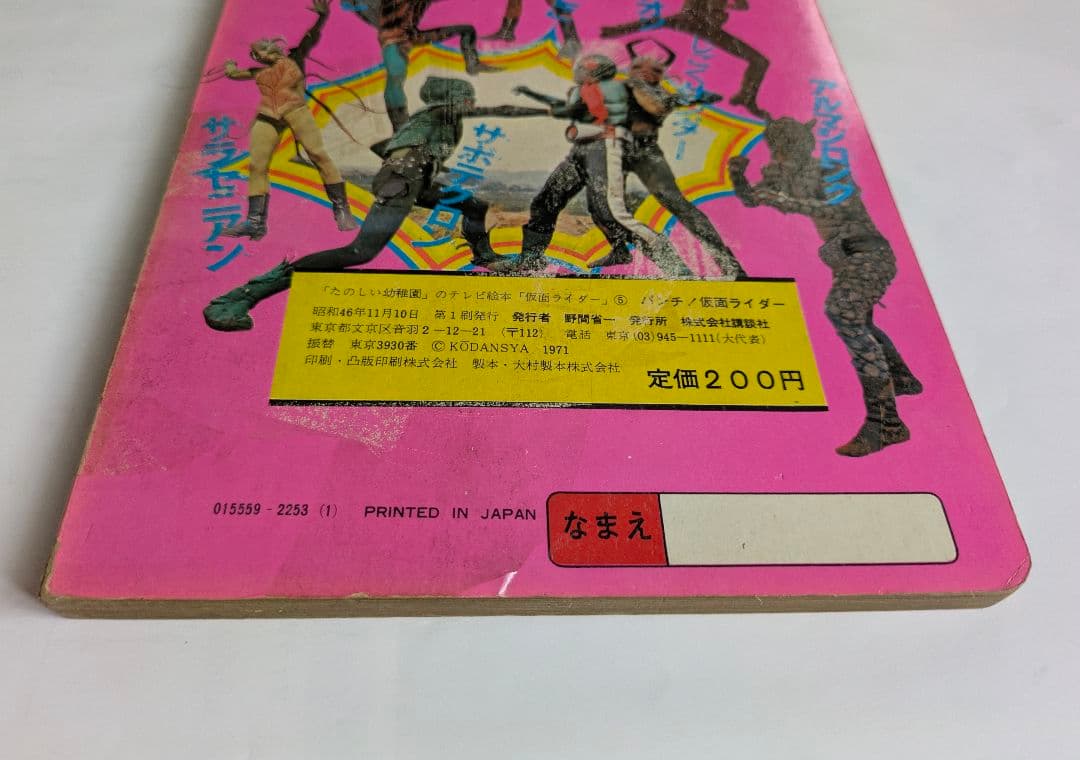 サラセニアン
サボテグロン
アルマジロング
「たのしい幼稚園」のテレビ絵本「仮面ライダー」⑤ パンチ!仮面ライダー
昭和46年11月10日 第1刷発行 発行者 野間省一 発行所 株式会社講談社
東京都文京区音羽2-12-21 (〒112) 電話 東京(03)945-1111(大代表)
振替 東京3930番 ©KŌDANSYA 1971
印刷・凸版印刷株式会社 製本・大村製本株式会社
定価200円
015559-2253 (1) PRINTED IN JAPAN
なまえ